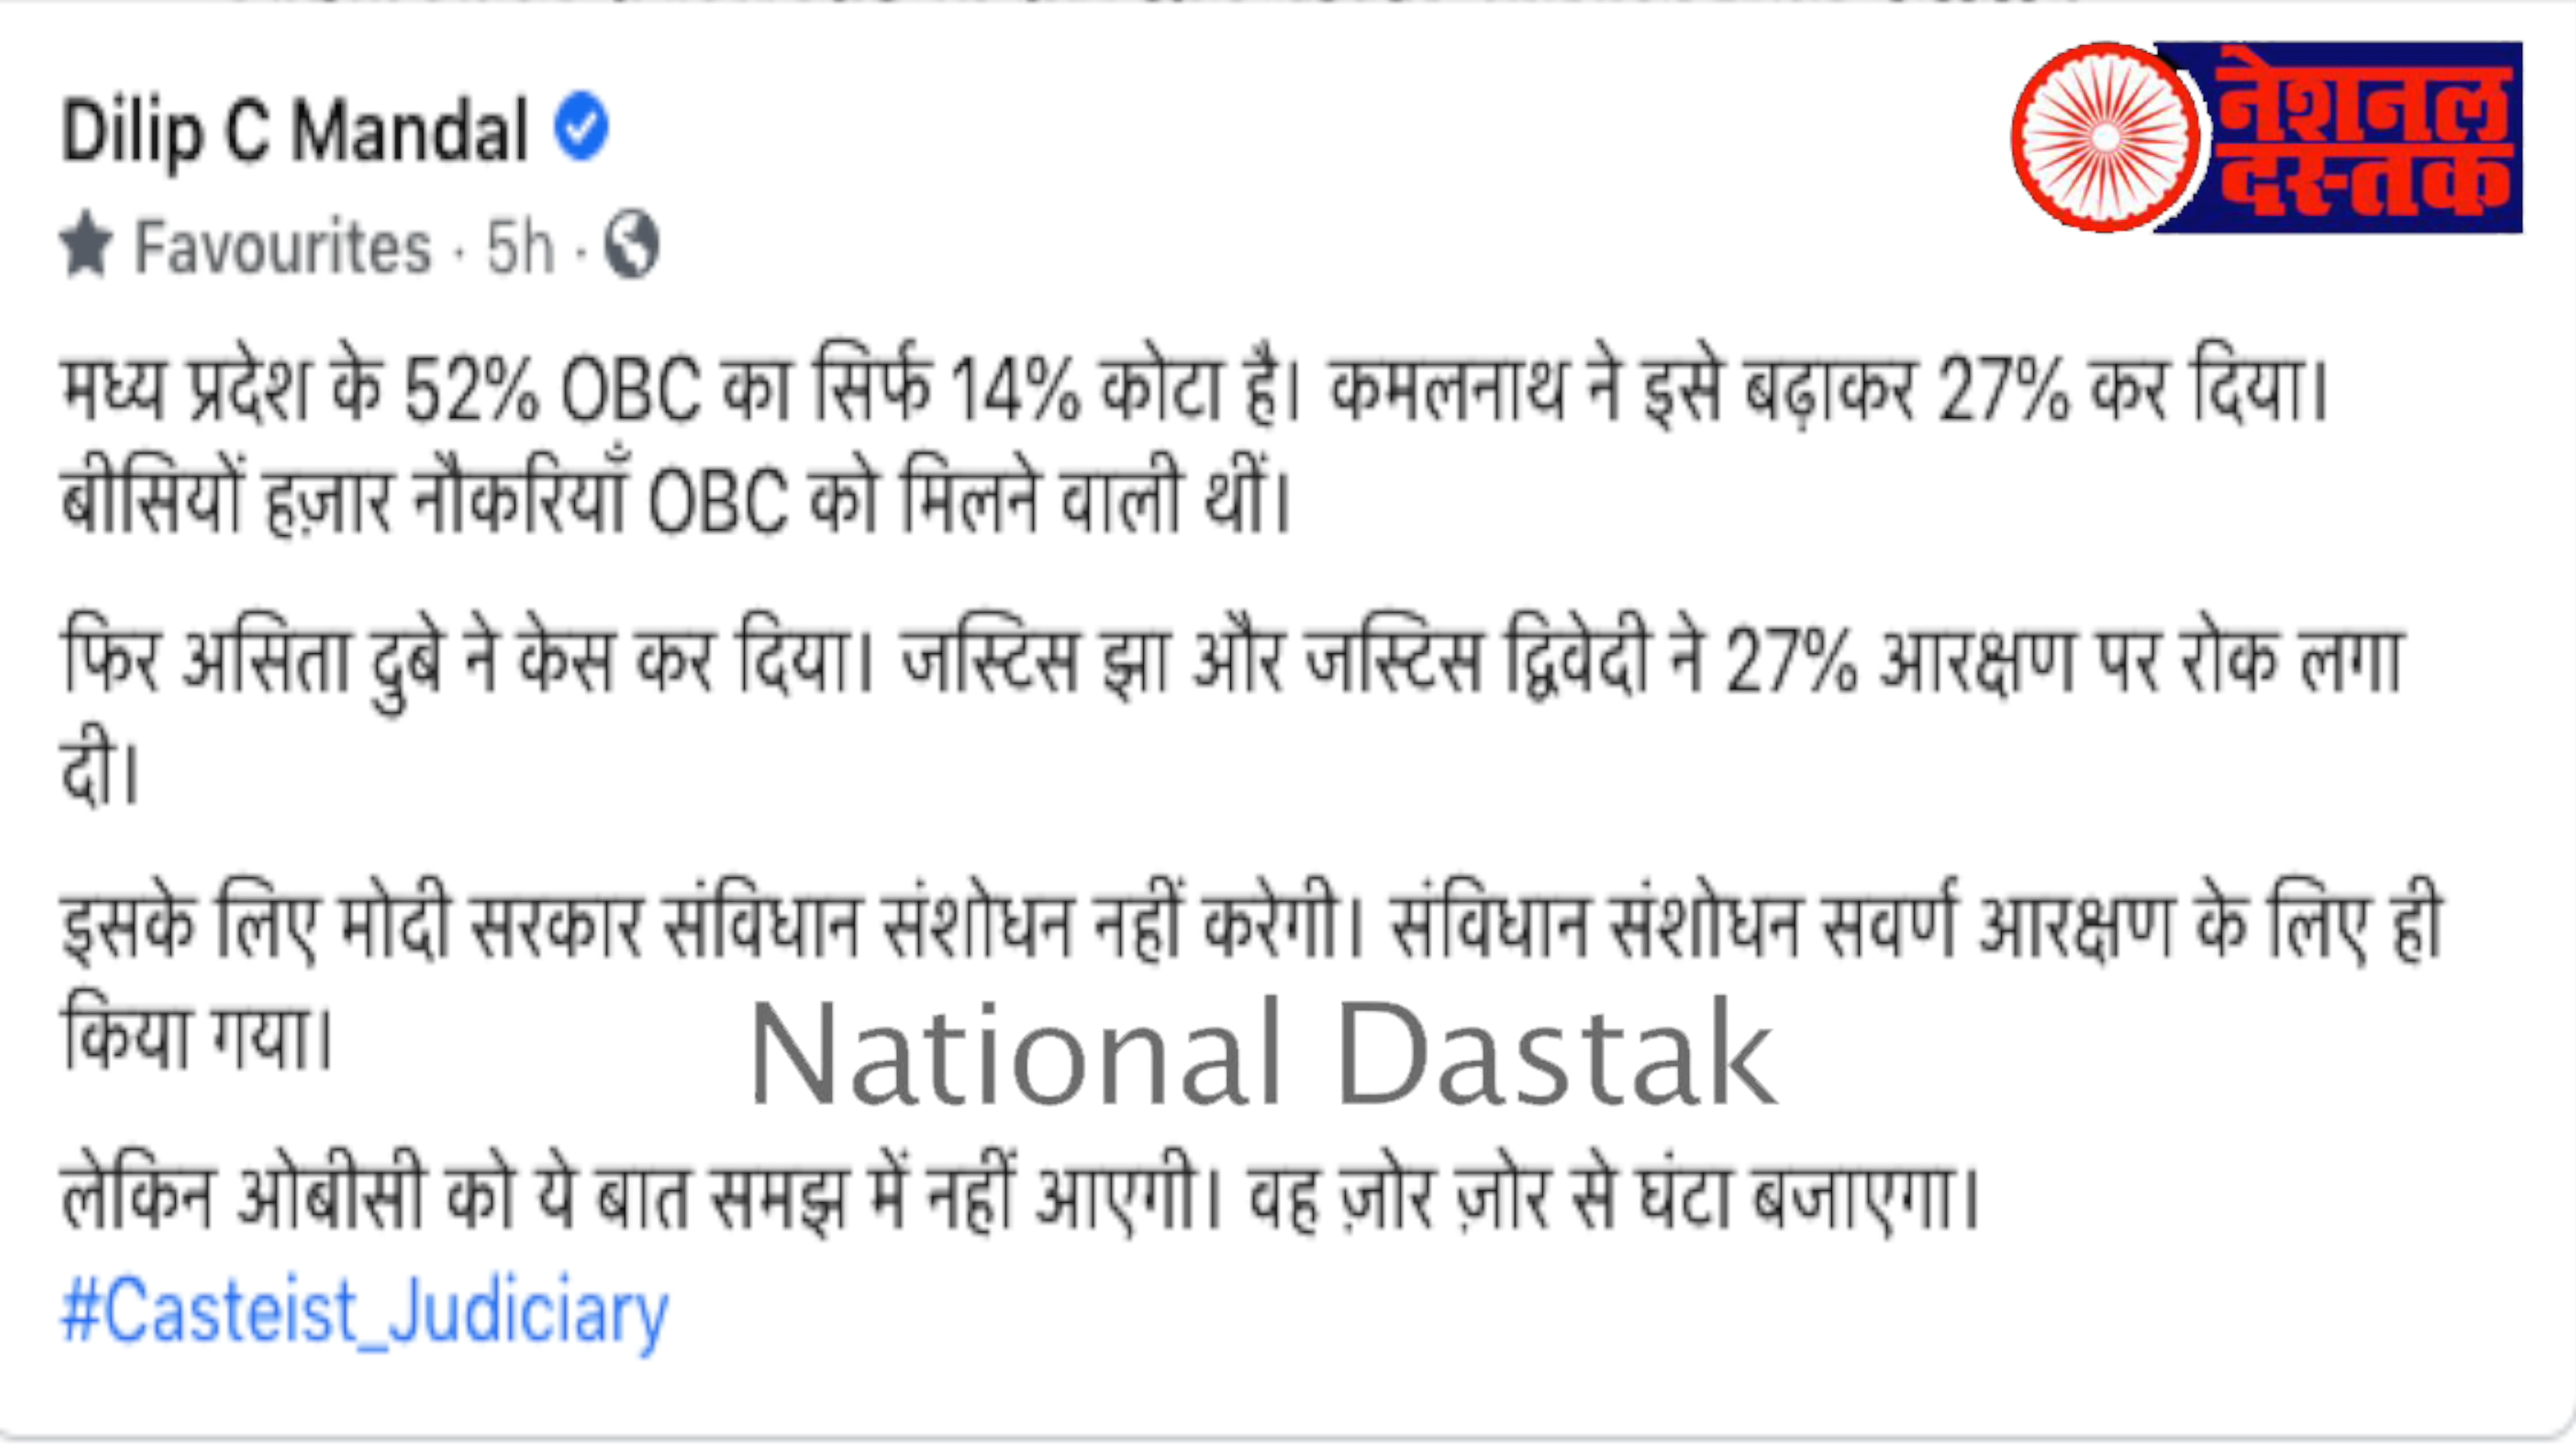 Dilip C Mandal
नेशनल
दस्तक
Favourites · 5h ·
मध्य प्रदेश के 52% OBC का सिर्फ 14% कोटा है। कमलनाथ ने इसे बढ़ाकर 27% कर दिया।
बीसियों हज़ार नौकरियाँ OBC को मिलने वाली थीं।
फिर असिता दुबे ने केस कर दिया। जस्टिस झा और जस्टिस द्विवेदी ने 27% आरक्षण पर रोक लगा
दी।
इसके लिए मोदी सरकार संविधान संशोधन नहीं करेगी। संविधान संशोधन सवर्ण आरक्षण के लिए ही
किया गया।
National Dastak
लेकिन ओबीसी को ये बात समझ में नहीं आएगी। वह ज़ोर ज़ोर से घंटा बजाएगा।
#Casteist_Judiciary